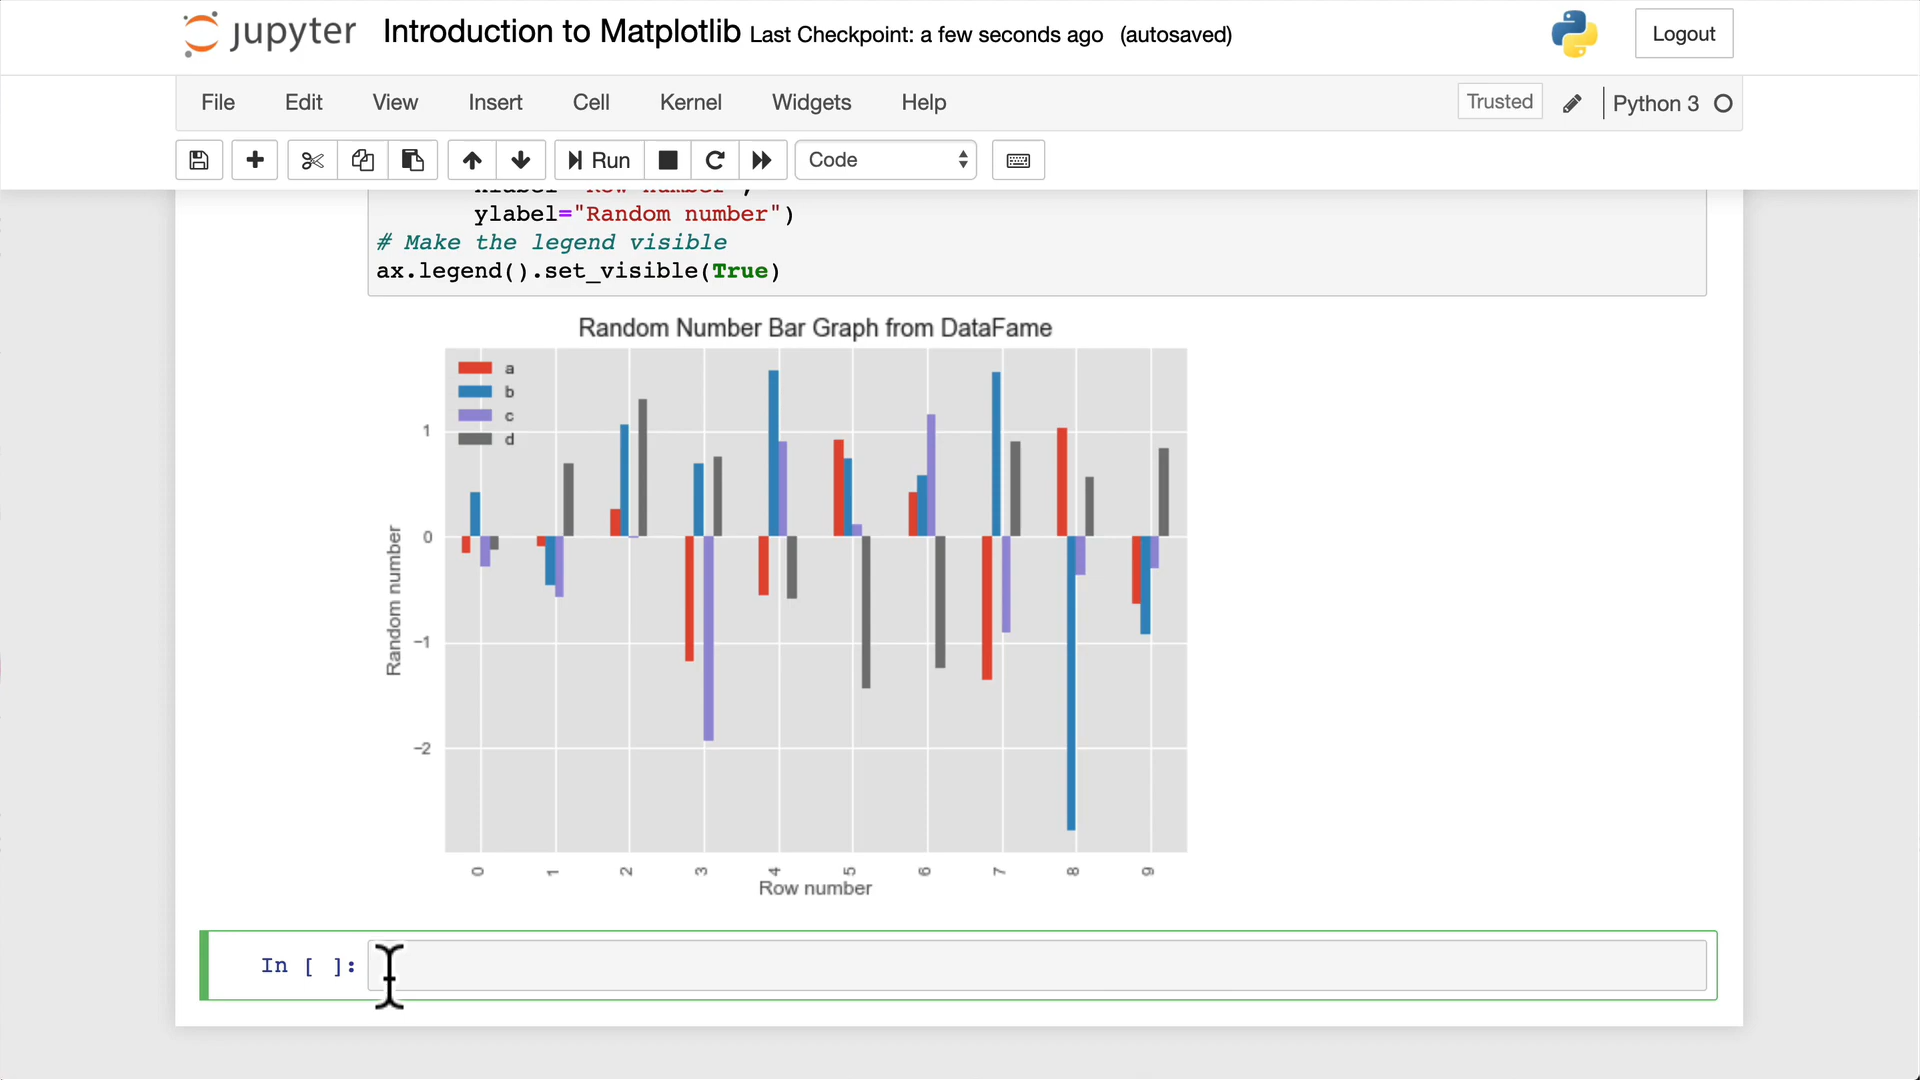 jupyter Introduction to Matplotlib Last Checkpoint: a few seconds ago (autosaved) Logout
File Edit View Insert Cell Kernel Widgets Help Trusted Python 3
Run Code
ylabel="Random number")
# Make the legend visible
ax.legend().set_visible(True)
Random Number Bar Graph from DataFame
a
b
c
d
1
0
−1
−2
Random number
0 1 2 3 4 5 6 7 8 9
Row number
In [ ]: